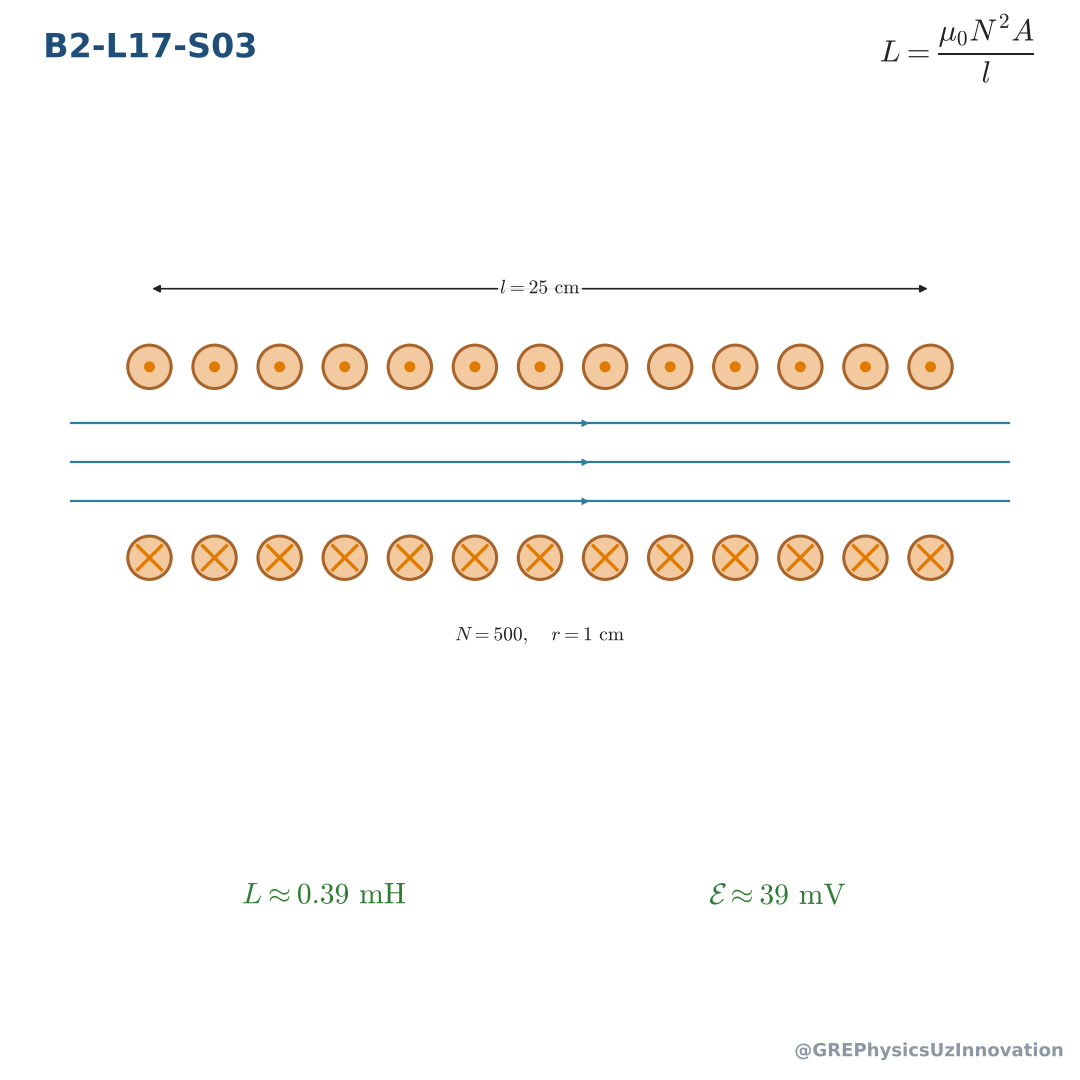 B2-L17-S03
L = μ₀N²A / l
l = 25 cm
N = 500, r = 1 cm
L ≈ 0.39 mH
ℰ ≈ 39 mV
@GREPhysicsUzInnovation